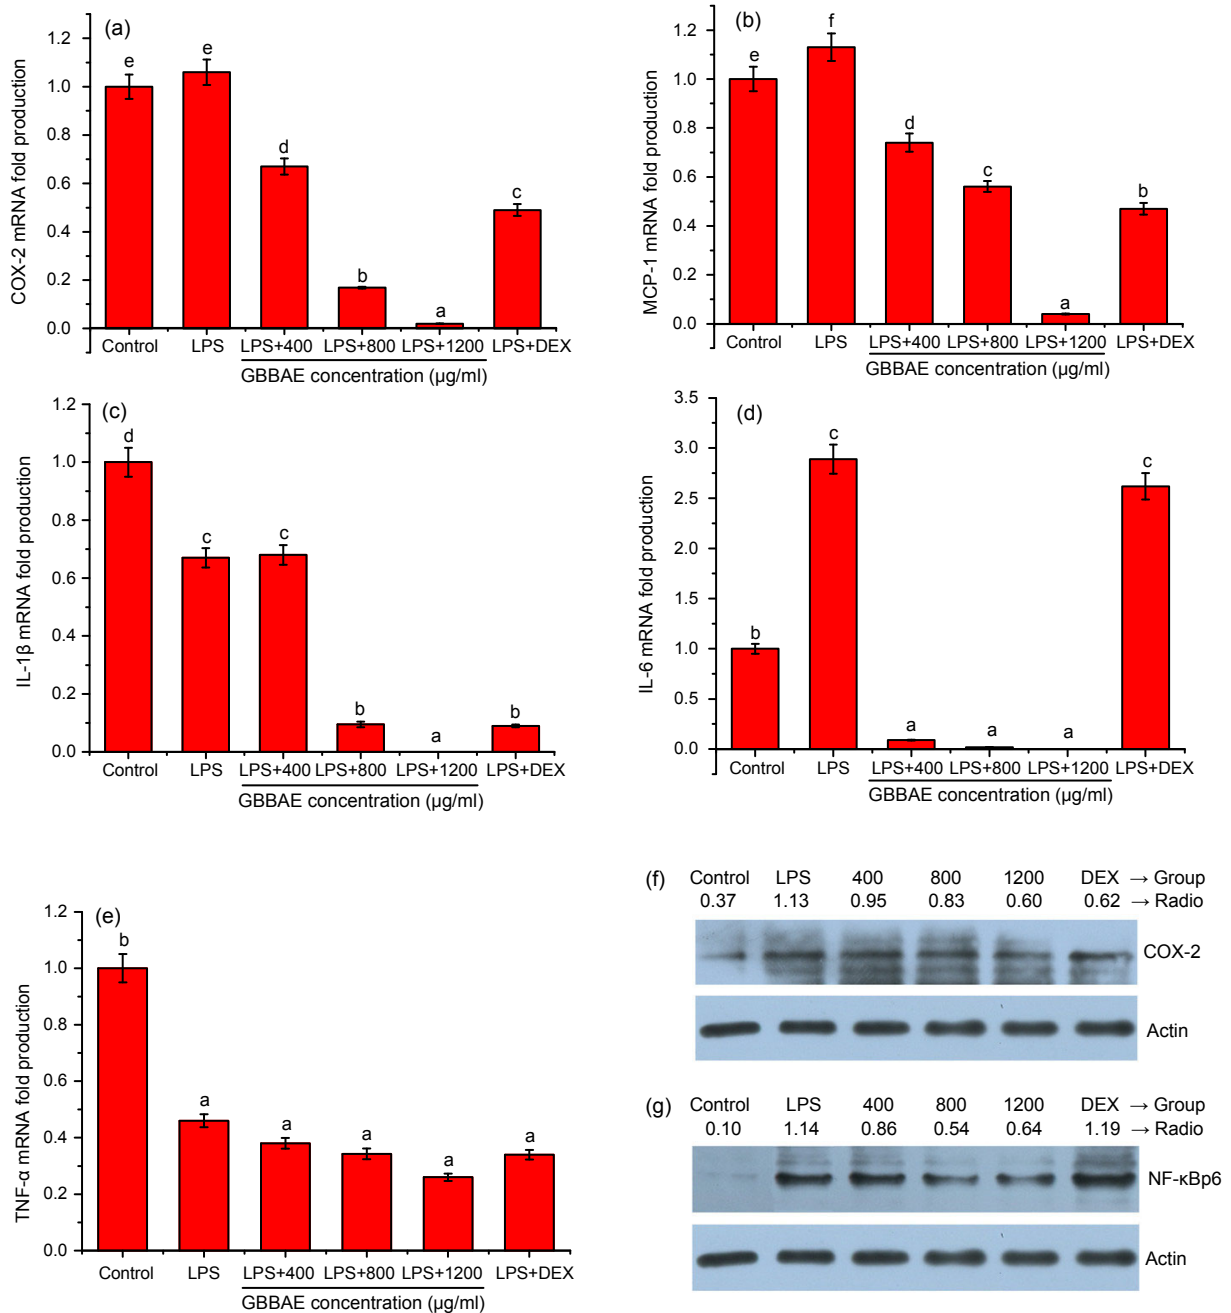 (a)
COX-2 mRNA fold production
1.2
1.0
0.8
0.6
0.4
0.2
0.0
e
e
d
b
a
c
Control LPS LPS+400 LPS+800 LPS+1200 LPS+DEX
GBBAE concentration (µg/ml)
(b)
MCP-1 mRNA fold production
1.2
1.0
0.8
0.6
0.4
0.2
0.0
e
f
d
c
a
b
Control LPS LPS+400 LPS+800 LPS+1200 LPS+DEX
GBBAE concentration (µg/ml)
(c)
IL-1β mRNA fold production
1.2
1.0
0.8
0.6
0.4
0.2
0.0
d
c
c
b
a
b
Control LPS LPS+400 LPS+800 LPS+1200 LPS+DEX
GBBAE concentration (µg/ml)
(d)
IL-6 mRNA fold production
3.5
3.0
2.5
2.0
1.5
1.0
0.5
0.0
b
c
a
a
a
c
Control LPS LPS+400 LPS+800 LPS+1200 LPS+DEX
GBBAE concentration (µg/ml)
(e)
TNF-α mRNA fold production
1.2
1.0
0.8
0.6
0.4
0.2
0.0
b
a
a
a
a
a
Control LPS LPS+400 LPS+800 LPS+1200 LPS+DEX
GBBAE concentration (µg/ml)
(f) Control LPS 400 800 1200 DEX → Group
0.37 1.13 0.95 0.83 0.60 0.62 → Radio
COX-2
Actin
(g) Control LPS 400 800 1200 DEX → Group
0.10 1.14 0.86 0.54 0.64 1.19 → Radio
NF-κBp6
Actin